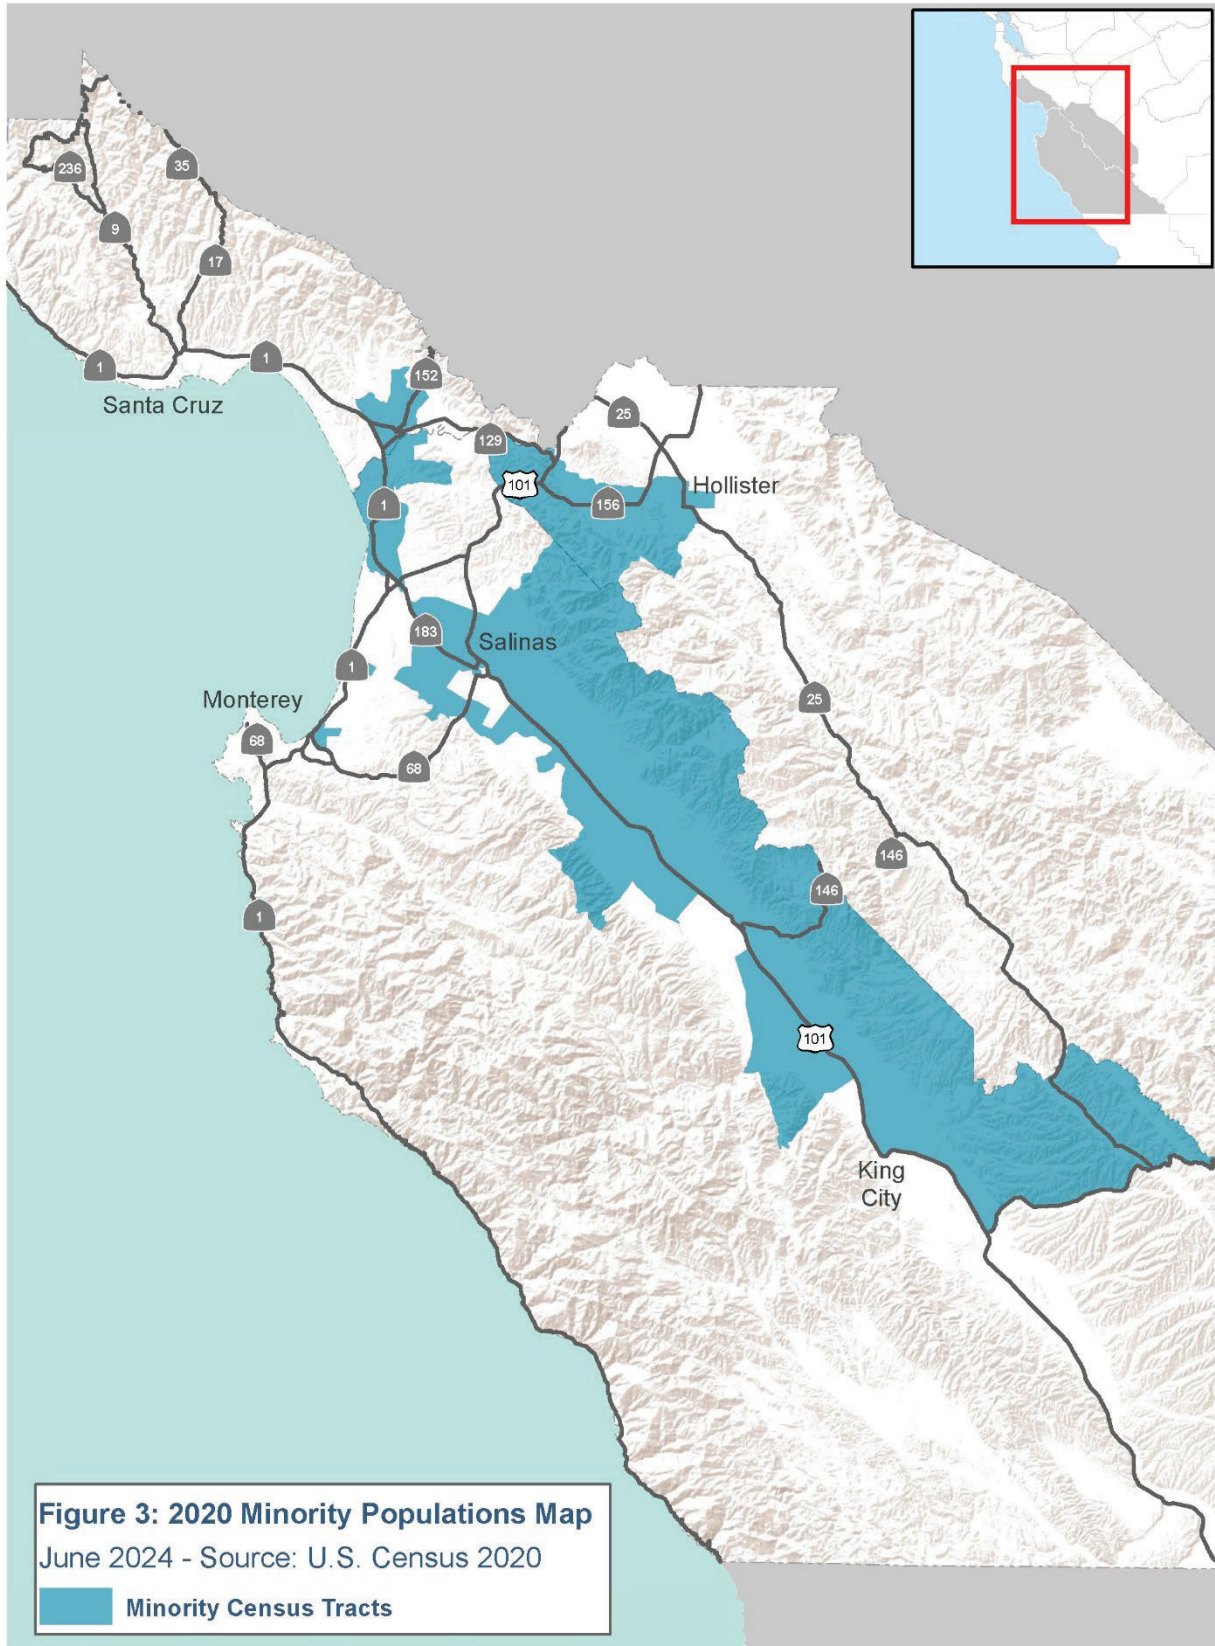 236
35
9
17
1
1
Santa Cruz
152
25
129
101
Hollister
1
156
183
Salinas
1
Monterey
25
68
68
146
146
1
101
King
City
Figure 3: 2020 Minority Populations Map
June 2024 - Source: U.S. Census 2020
Minority Census Tracts